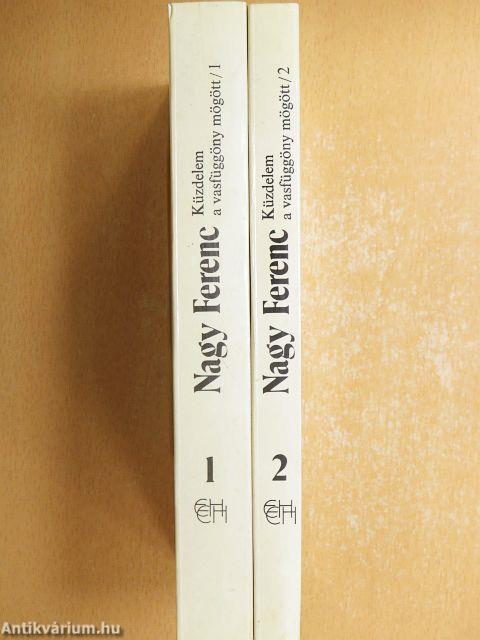 Nagy Ferenc
Küzdelem
a vasfüggöny mögött/1
1
Nagy Ferenc
Küzdelem
a vasfüggöny mögött/2
2
Antikvárium.hu